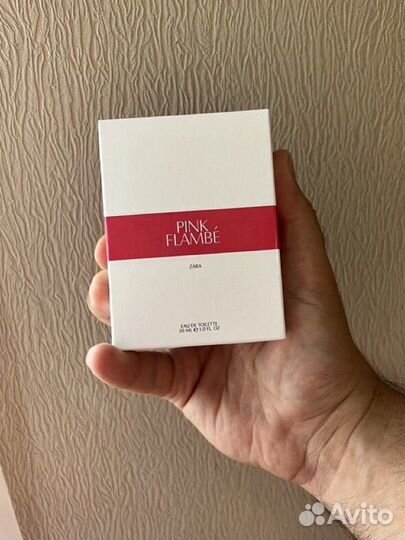 PINK
FLAMBÉ
ZARA
EAU DE TOILETTE
30 ML ℮ 1.0 FL. OZ
Avito